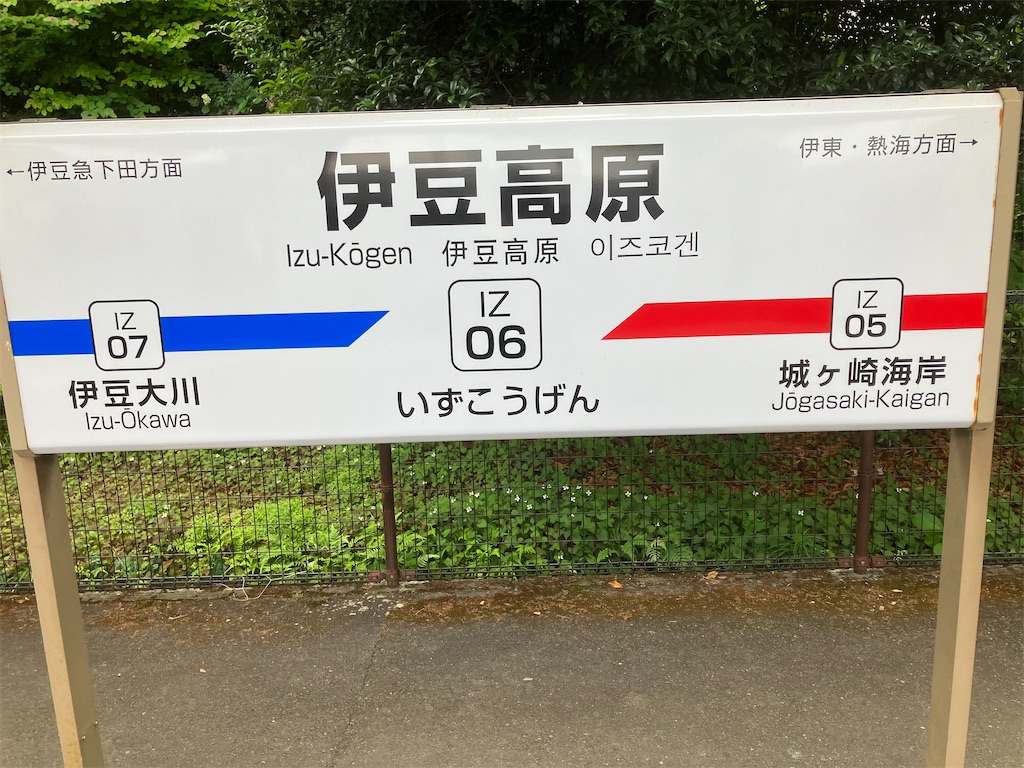 ←伊豆急下田方面
伊東・熱海方面→
伊豆高原
Izu-Kōgen 伊豆高原 이즈코겐
IZ
07
IZ
06
IZ
05
伊豆大川
Izu-Ōkawa
いずこうげん
城ヶ崎海岸
Jōgasaki-Kaigan